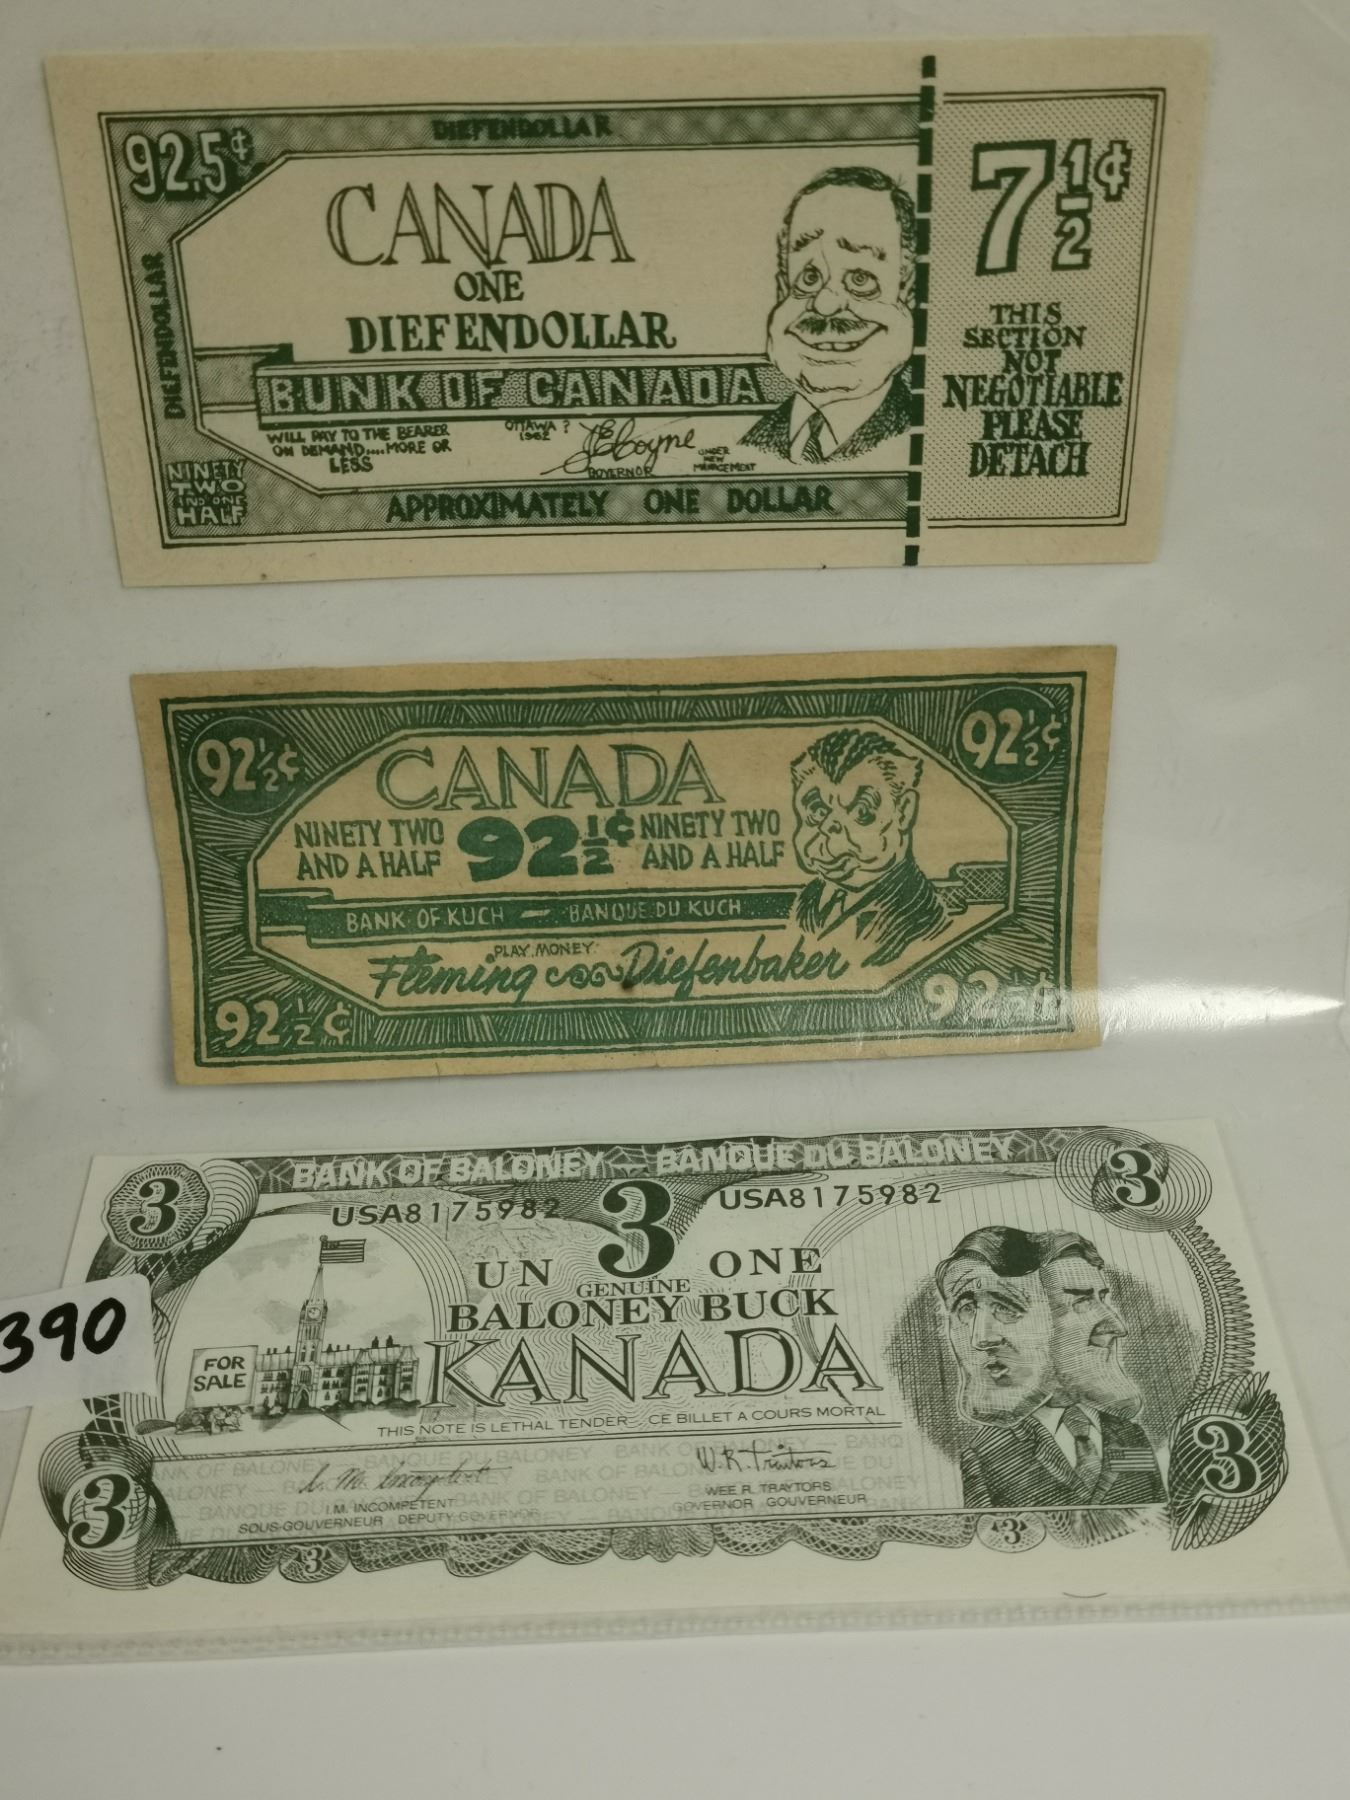 92.5¢
DIEFENDOLLAR
CANADA
ONE
DIEFENDOLLAR
DIEFENDOLLAR
BUNK OF CANADA
WILL PAY TO THE BEARER
ON DEMAND....MORE OR
LESS
OTTAWA ?
1962
JECoyne
GOVERNOR
UNDER
NEW
MANAGEMENT
NINETY
TWO
AND ONE
HALF
APPROXIMATELY ONE DOLLAR
7½¢
THIS
SECTION
NOT
NEGOTIABLE
PLEASE
DETACH
92½¢
92½¢
CANADA
NINETY TWO
AND A HALF
92½¢
NINETY TWO
AND A HALF
BANK OF KUCH — BANQUE DU KUCH
PLAY MONEY
Fleming Diefenbaker
92½¢
92½¢
BANK OF BALONEY — BANQUE DU BALONEY
3
3
USA8175982
3
USA8175982
UN
ONE
GENUINE
BALONEY BUCK
KANADA
FOR
SALE
390
THIS NOTE IS LETHAL TENDER CE BILLET A COURS MORTAL
W.K. Traitors
I.M. INCOMPETENT
SOUS-GOUVERNEUR DEPUTY GOVERNOR
WEE R. TRAYTORS
GOVERNOR GOUVERNEUR
3
3
3
3